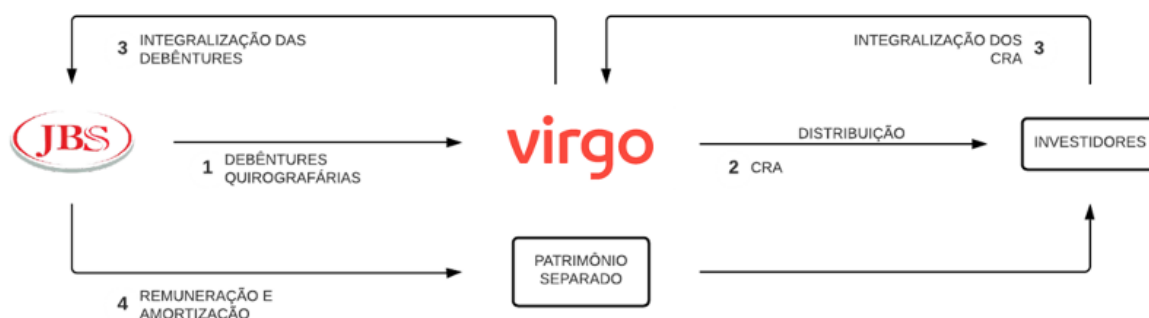 3 INTEGRALIZAÇÃO DAS
DEBÊNTURES
INTEGRALIZAÇÃO DOS 3
CRA
JBS
virgo
DISTRIBUIÇÃO
INVESTIDORES
1 DEBÊNTURES
QUIROGRAFÁRIAS
2 CRA
PATRIMÔNIO
SEPARADO
4 REMUNERAÇÃO E
AMORTIZAÇÃO